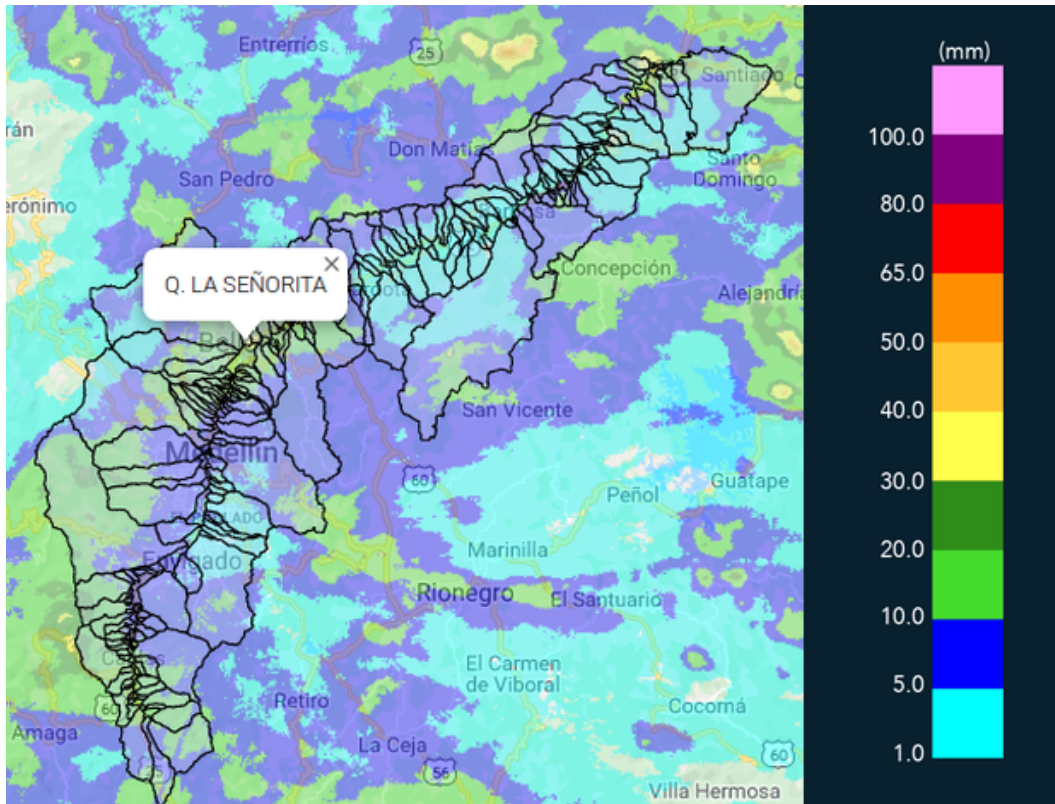 (mm)
100.0
80.0
65.0
50.0
40.0
30.0
20.0
10.0
5.0
1.0
Entrerríos
25
Santiago
Don Matía
Santo
Domingo
San Pedro
erónimo
Concepción
Q. LA SEÑORITA
Alejandría
San Vicente
Medellín
60
Guatape
Peñol
Marinilla
Envigado
Rionegro
El Santuario
El Carmen
de Viboral
60
Retiro
Cocorná
Amaga
La Ceja
25
56
60
Villa Hermosa